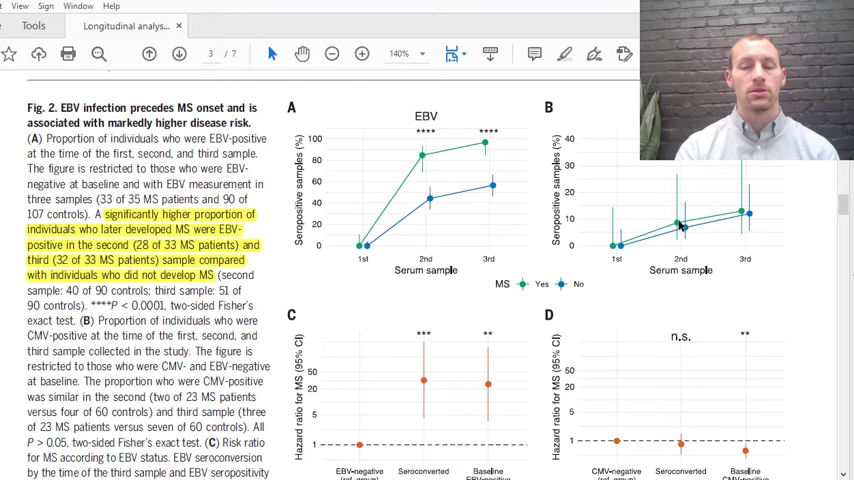 View Sign Window Help
Tools Longitudinal analys... ×
3 / 7 140%
Fig. 2. EBV infection precedes MS onset and is
associated with markedly higher disease risk.
(A) Proportion of individuals who were EBV-positive
at the time of the first, second, and third sample.
The figure is restricted to those who were EBV-
negative at baseline and with EBV measurement in
three samples (33 of 35 MS patients and 90 of
107 controls). A significantly higher proportion of
individuals who later developed MS were EBV-
positive in the second (28 of 33 MS patients) and
third (32 of 33 MS patients) sample compared
with individuals who did not develop MS (second
sample: 40 of 90 controls; third sample: 51 of
90 controls). ****P < 0.0001, two-sided Fisher's
exact test. (B) Proportion of individuals who were
CMV-positive at the time of the first, second, and
third sample collected in the study. The figure is
restricted to those who were CMV- and EBV-negative
at baseline. The proportion who were CMV-positive
was similar in the second (two of 23 MS patients
versus four of 60 controls) and third sample (three
of 23 MS patients versus seven of 60 controls). All
P > 0.05, two-sided Fisher's exact test. (C) Risk ratio
for MS according to EBV status. EBV seroconversion
by the time of the third sample and EBV seropositivity
A
EBV
**** ****
Seropositive samples (%)
100
80
60
40
20
0
1st 2nd 3rd
Serum sample
B
Seropositive samples (%)
40
30
20
10
0
1st 2nd 3rd
Serum sample
MS Yes No
C
*** **
Hazard ratio for MS (95% CI)
50
20
5
1
EBV-negative Seroconverted Baseline
(ref. group) EBV-positive
D
n.s. **
Hazard ratio for MS (95% CI)
50
20
5
1
CMV-negative Seroconverted Baseline
(ref. group) CMV-positive